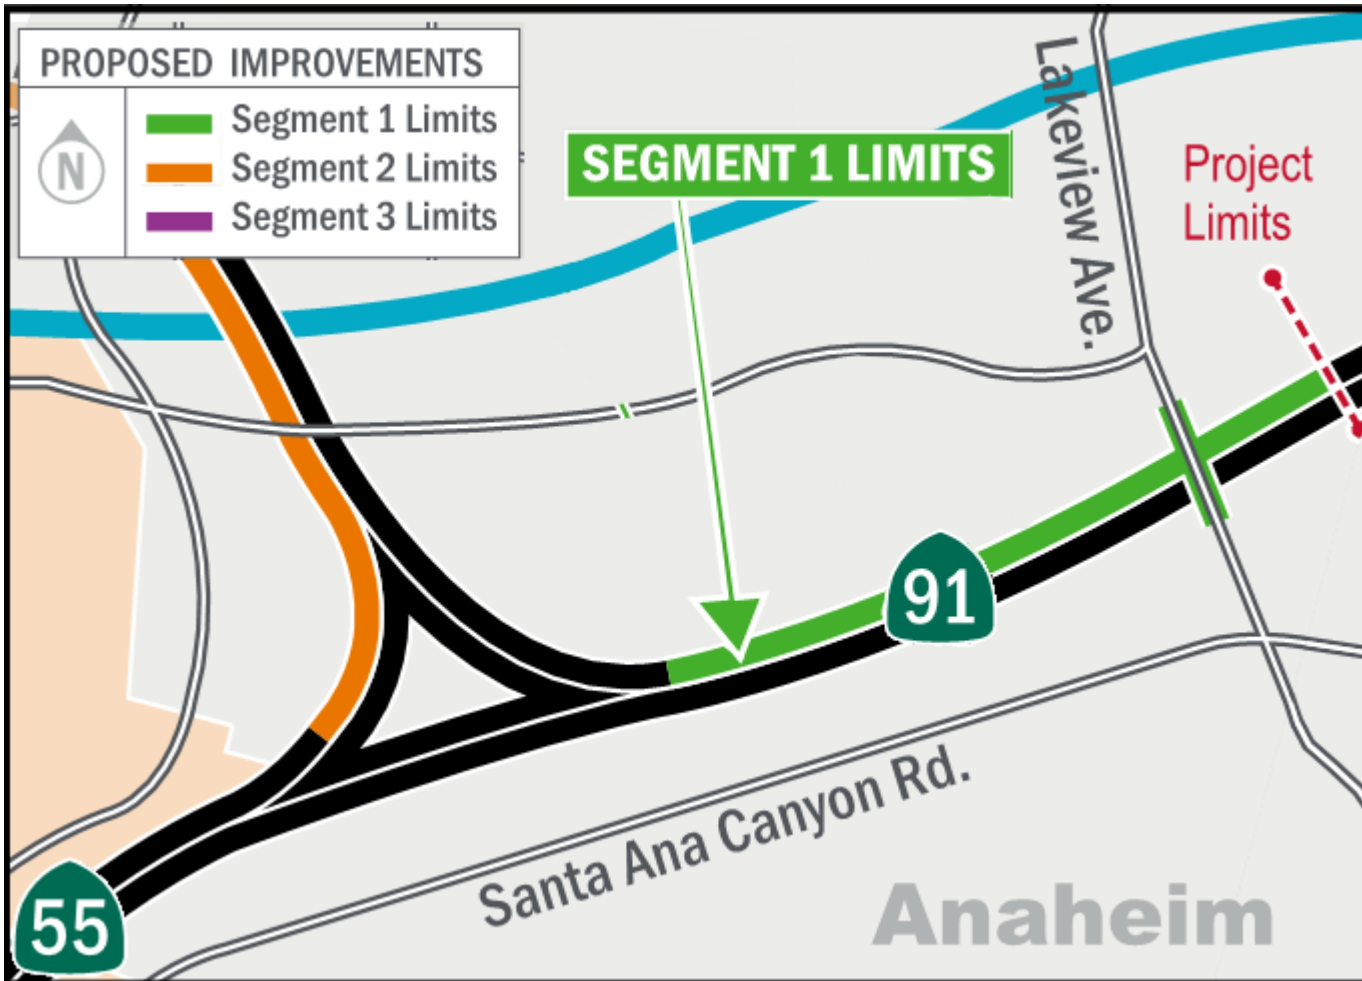 PROPOSED IMPROVEMENTS
N
Segment 1 Limits
Segment 2 Limits
Segment 3 Limits
SEGMENT 1 LIMITS
Lakeview Ave.
Project
Limits
91
Santa Ana Canyon Rd.
55
Anaheim